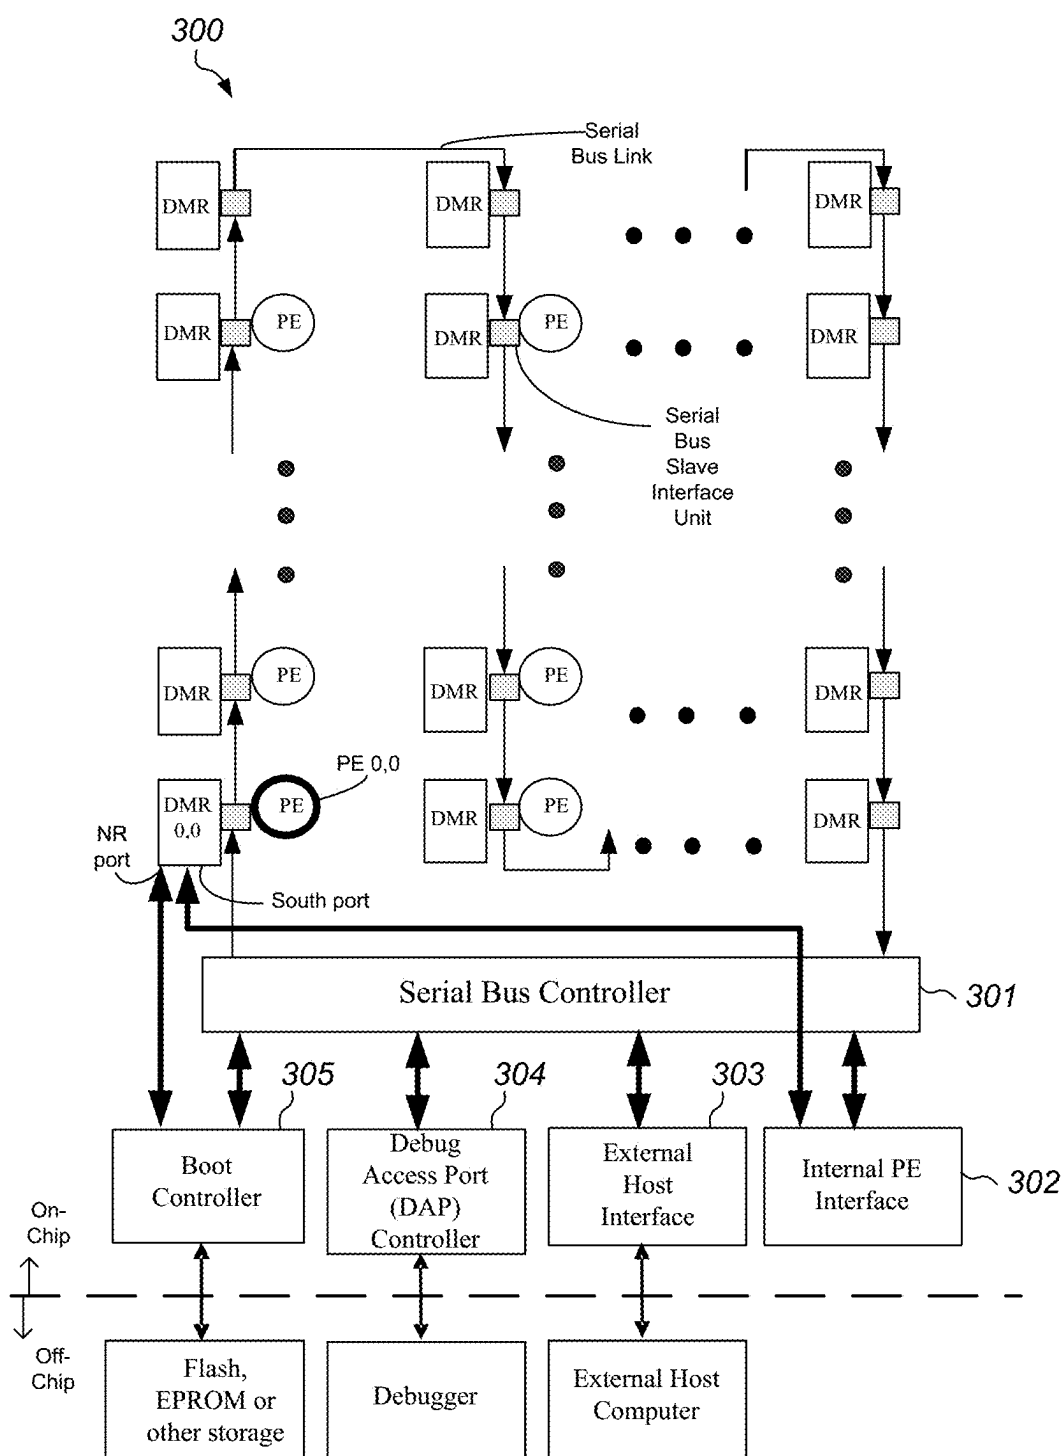 300
Serial
Bus Link
DMR
DMR
DMR
DMR
PE
DMR
PE
DMR
Serial
Bus
Slave
Interface
Unit
DMR
PE
DMR
PE
DMR
PE 0,0
DMR
0,0
PE
DMR
PE
DMR
NR
port
South port
Serial Bus Controller
301
305
304
303
Boot
Controller
Debug
Access Port
(DAP)
Controller
External
Host
Interface
Internal PE
Interface
302
On-
Chip
Off-
Chip
Flash,
EPROM or
other storage
Debugger
External Host
Computer